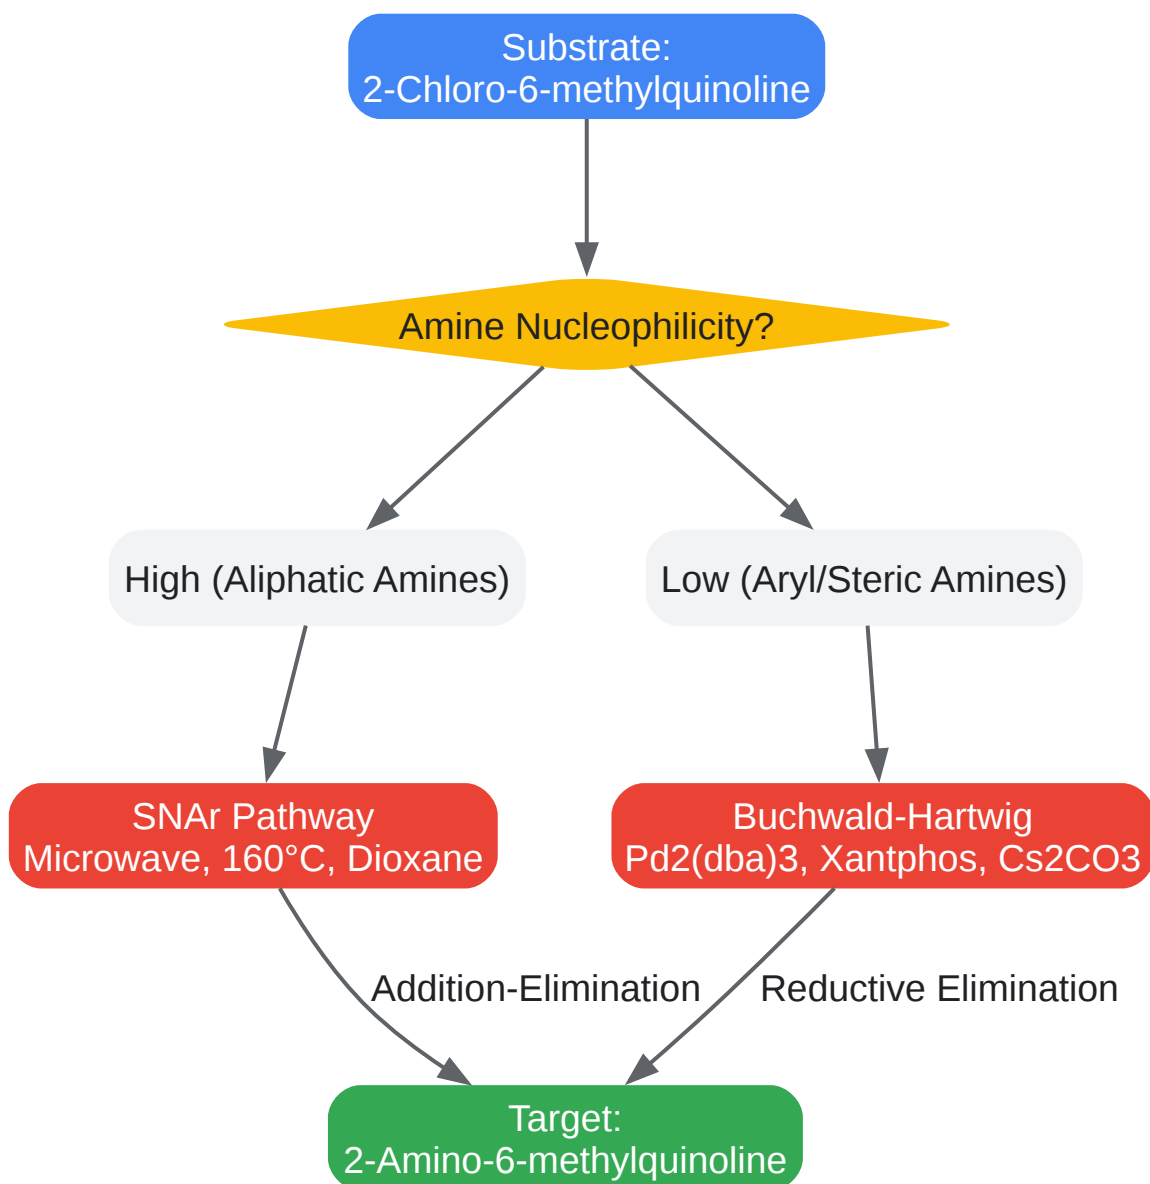 Substrate:
2-Chloro-6-methylquinoline
Amine Nucleophilicity?
High (Aliphatic Amines)
Low (Aryl/Steric Amines)
SNAr Pathway
Microwave, 160°C, Dioxane
Buchwald-Hartwig
Pd2(dba)3, Xantphos, Cs2CO3
Addition-Elimination
Reductive Elimination
Target:
2-Amino-6-methylquinoline